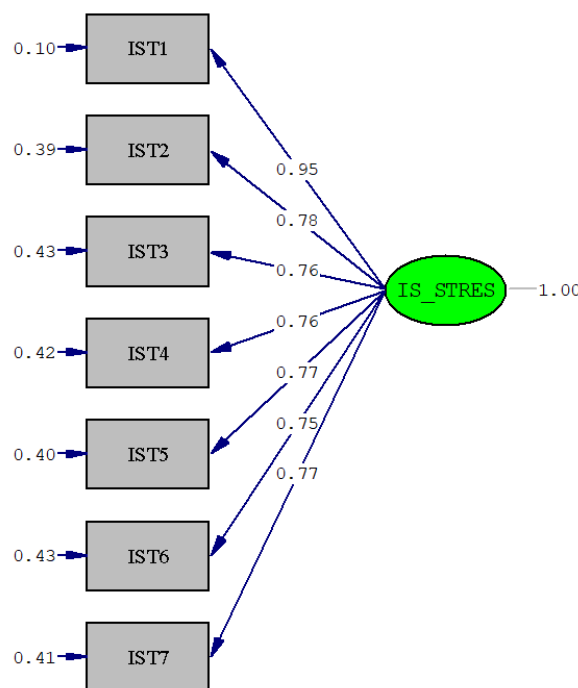 0.10 IST1
0.39 IST2
0.95
0.78
0.43 IST3
0.76
IS_STRES 1.00
0.42 IST4
0.76
0.77
0.40 IST5
0.75
0.77
0.43 IST6
0.41 IST7